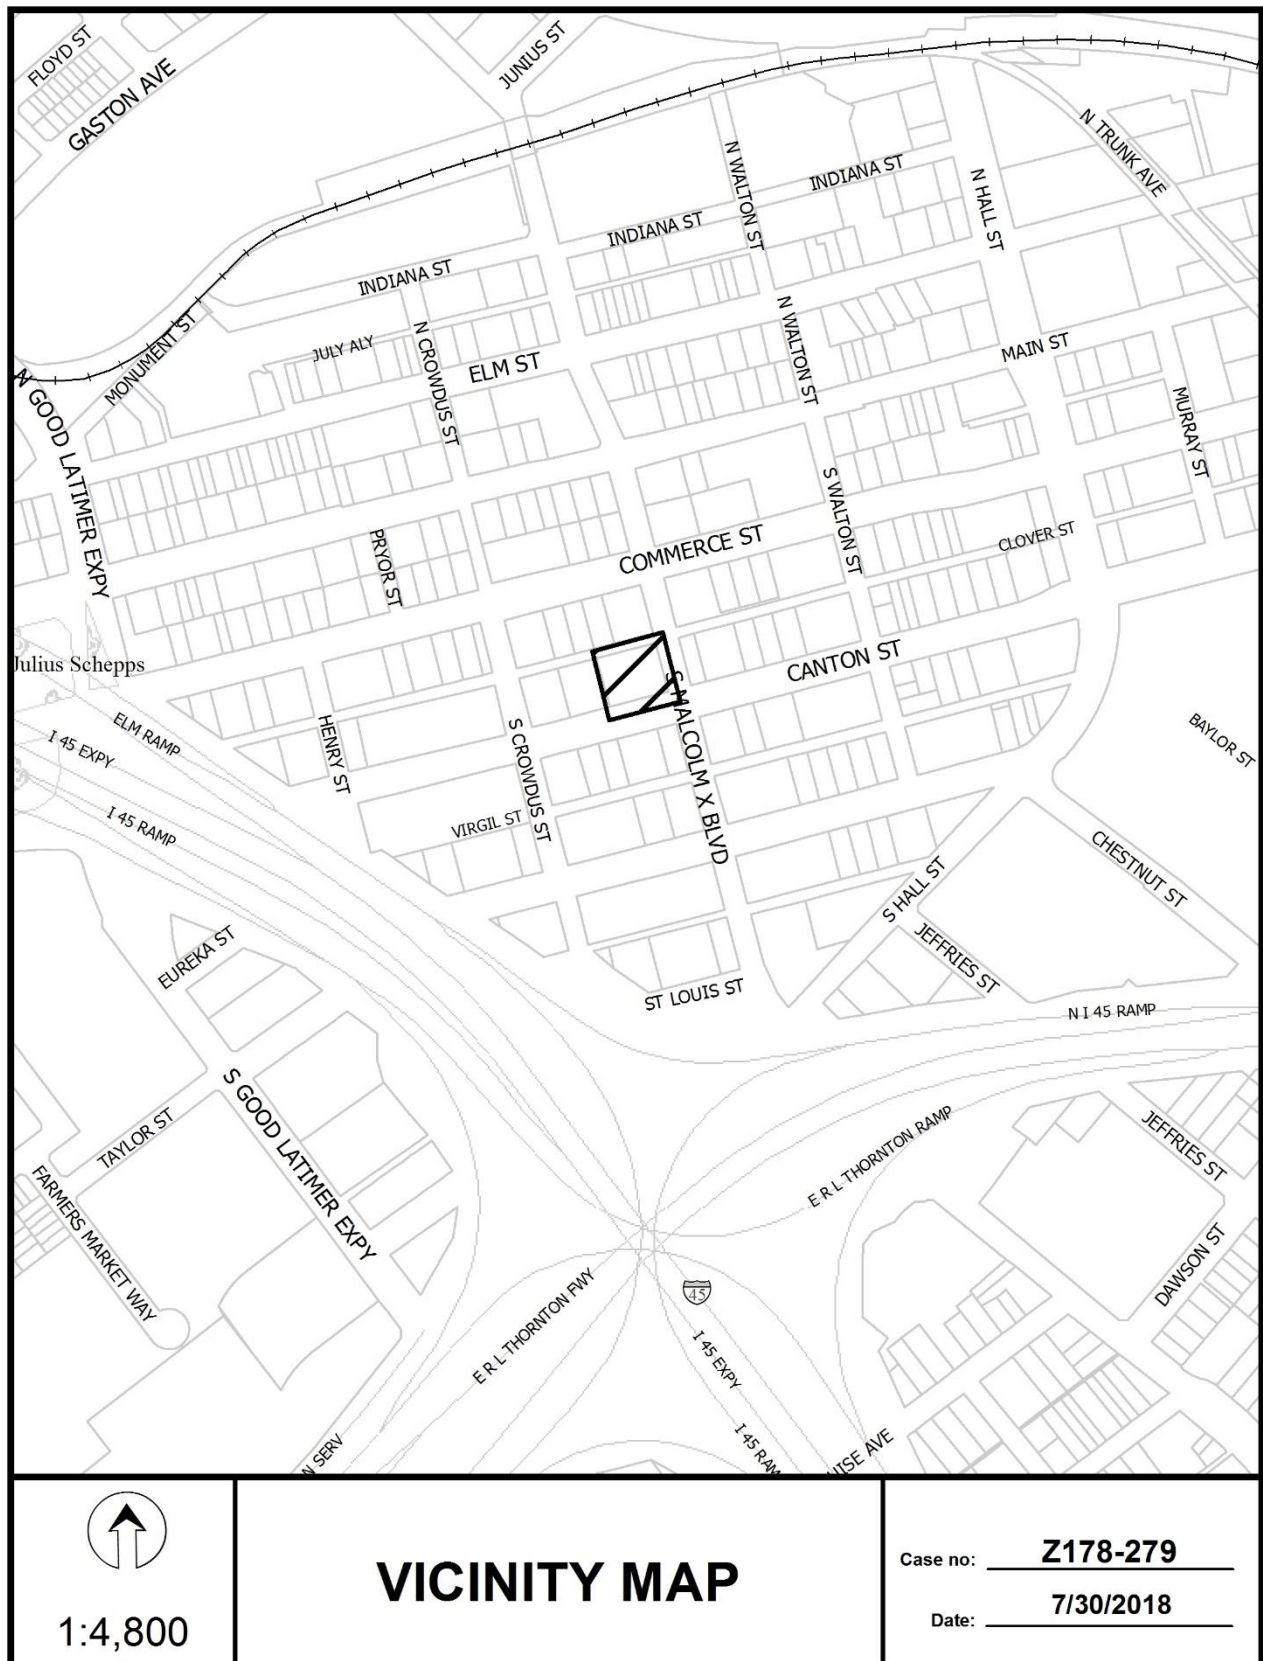 FLOYD ST
GASTON AVE
JUNIUS ST
N TRUNK AVE
N WALTON ST
INDIANA ST
N HALL ST
INDIANA ST
INDIANA ST
MONUMENT ST
JULY ALY
N CROWDUS ST
ELM ST
N WALTON ST
MAIN ST
N GOOD LATIMER EXPY
MURRAY ST
S WALTON ST
PRYOR ST
COMMERCE ST
CLOVER ST
Julius Schepps
CANTON ST
S MALCOLM X BLVD
ELM RAMP
I 45 EXPY
HENRY ST
S CROWDUS ST
BAYLOR ST
I 45 RAMP
VIRGIL ST
CHESTNUT ST
S HALL ST
EUREKA ST
JEFFRIES ST
ST LOUIS ST
N I 45 RAMP
S GOOD LATIMER EXPY
TAYLOR ST
E R L THORNTON RAMP
JEFFRIES ST
FARMERS MARKET WAY
DAWSON ST
45
E R L THORNTON FWY
I 45 EXPY
I 45 RAM
N SERV
UISE AVE
1:4,800
VICINITY MAP
Case no: Z178-279
Date: 7/30/2018